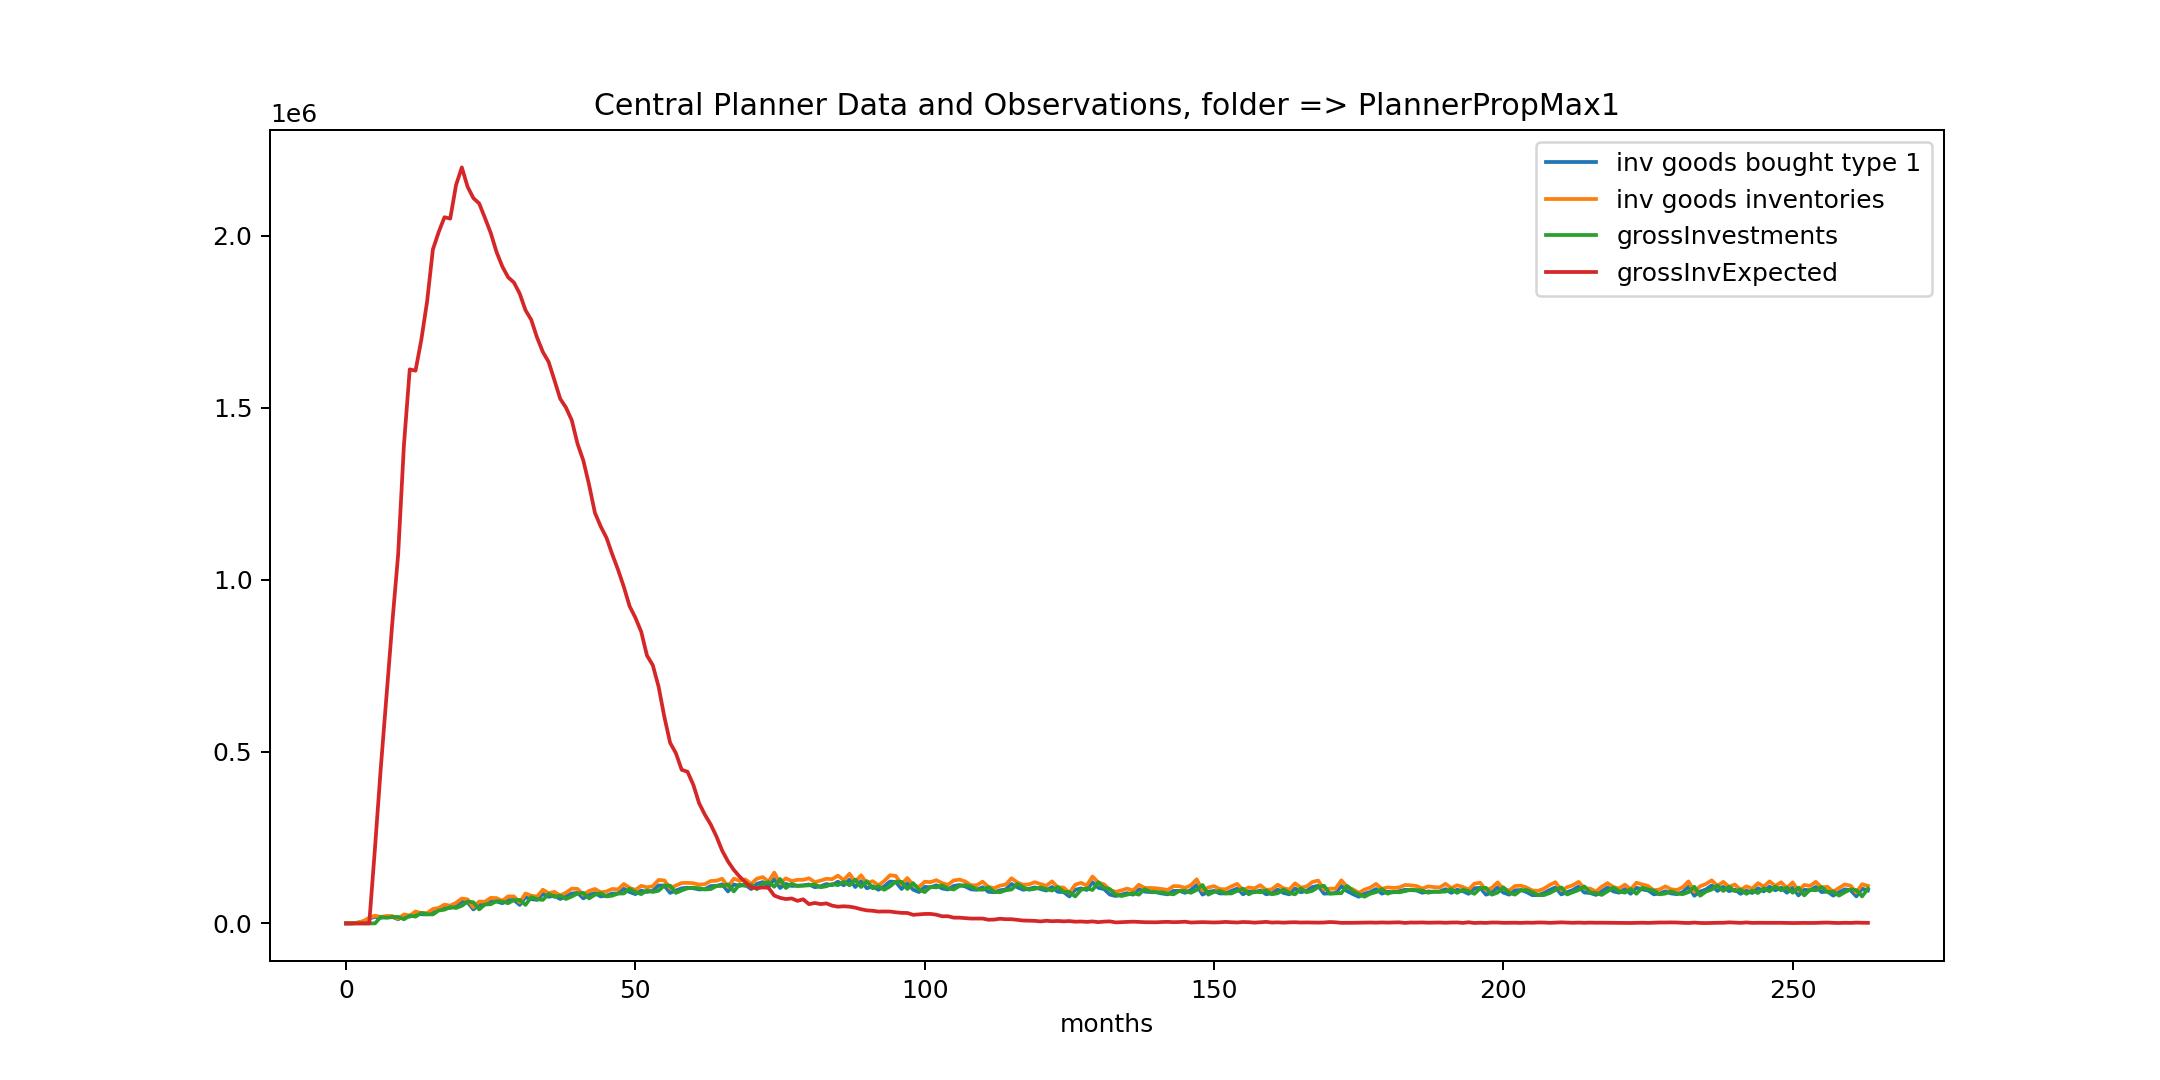 Central Planner Data and Observations, folder => PlannerPropMax1
1e6
inv goods bought type 1
inv goods inventories
grossInvestments
grossInvExpected
2.0
1.5
1.0
0.5
0.0
0 50 100 150 200 250
months